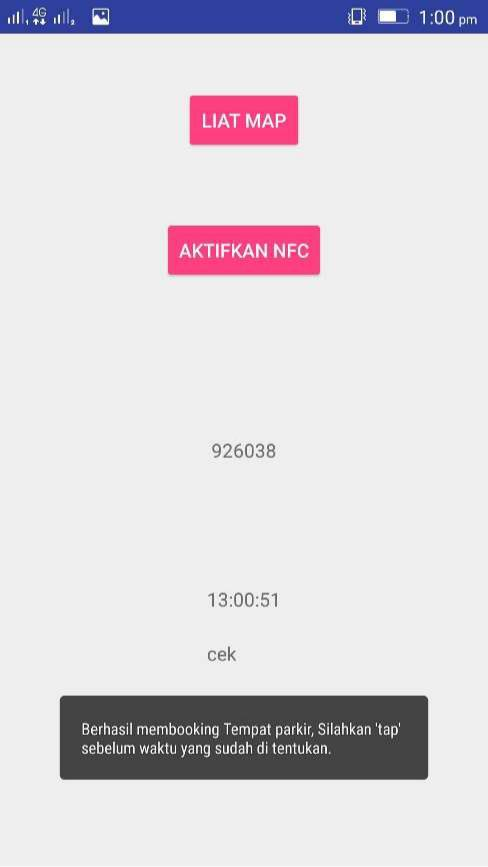 4G 1:00 pm
LIAT MAP
AKTIFKAN NFC
926038
13:00:51
cek
Berhasil membooking Tempat parkir, Silahkan 'tap'
sebelum waktu yang sudah di tentukan.